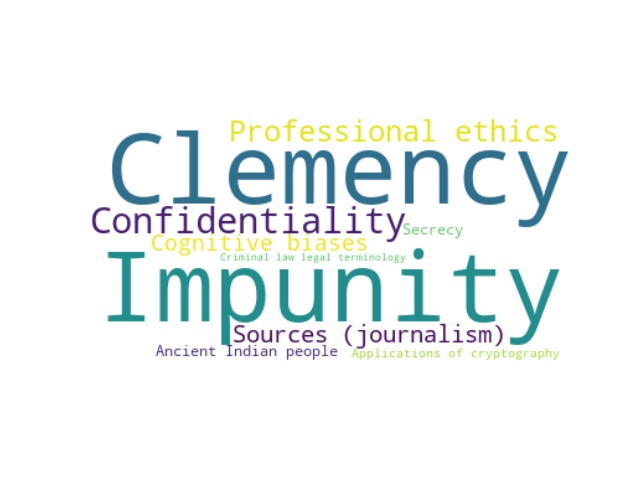 Professional ethics
Clemency
Confidentiality
Secrecy
Cognitive biases
Criminal law legal terminology
Impunity
Sources (journalism)
Ancient Indian people
Applications of cryptography